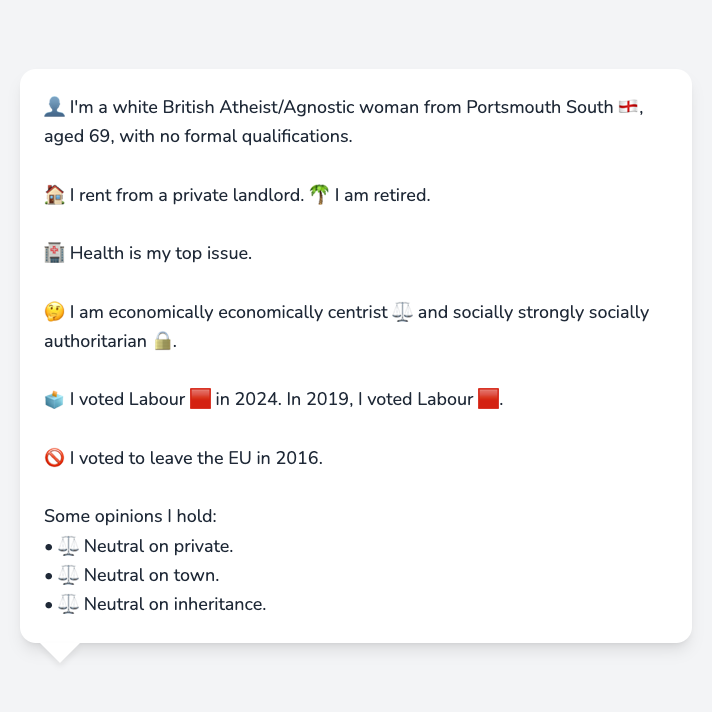 👤 I'm a white British Atheist/Agnostic woman from Portsmouth South 🏴󠁧󠁢󠁥󠁮󠁧󠁿,
aged 69, with no formal qualifications.
🏠 I rent from a private landlord. 🌴 I am retired.
🏥 Health is my top issue.
🤔 I am economically economically centrist ⚖️ and socially strongly socially
authoritarian 🔒.
🗳️ I voted Labour 🟥 in 2024. In 2019, I voted Labour 🟥.
🚫 I voted to leave the EU in 2016.
Some opinions I hold:
• ⚖️ Neutral on private.
• ⚖️ Neutral on town.
• ⚖️ Neutral on inheritance.